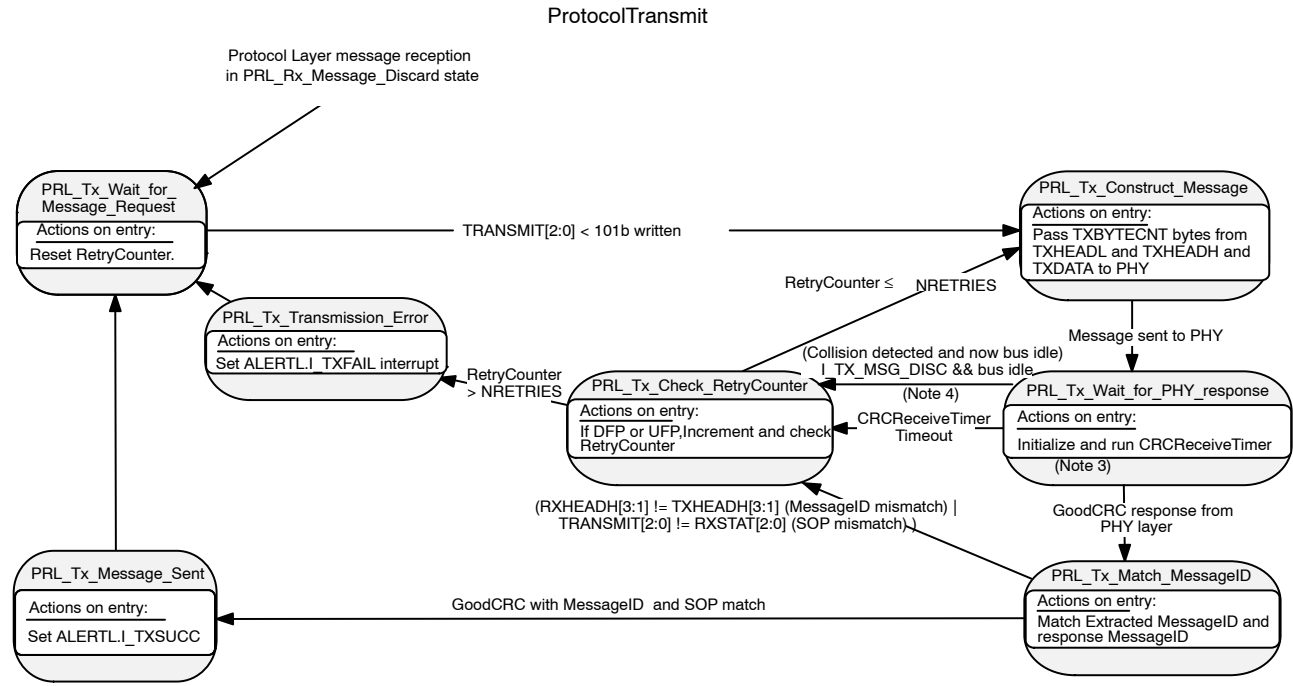 ProtocolTransmit
Protocol Layer message reception
in PRL_Rx_Message_Discard state
PRL_Tx_Wait_for_
Message_Request
Actions on entry:
Reset RetryCounter.
TRANSMIT[2:0] < 101b written
PRL_Tx_Construct_Message
Actions on entry:
Pass TXBYTECNT bytes from
TXHEADL and TXHEADH and
TXDATA to PHY
RetryCounter ≤ NRETRIES
PRL_Tx_Transmission_Error
Actions on entry:
Set ALERTL.I_TXFAIL interrupt
Message sent to PHY
(Collision detected and now bus idle)
I_TX_MSG_DISC && bus idle
(Note 4)
RetryCounter
> NRETRIES
PRL_Tx_Check_RetryCounter
Actions on entry:
If DFP or UFP,Increment and check
RetryCounter
CRCReceiveTimer
Timeout
PRL_Tx_Wait_for_PHY_response
Actions on entry:
Initialize and run CRCReceiveTimer
(Note 3)
(RXHEADH[3:1] != TXHEADH[3:1] (MessageID mismatch) |
TRANSMIT[2:0] != RXSTAT[2:0] (SOP mismatch) )
GoodCRC response from
PHY layer
PRL_Tx_Message_Sent
Actions on entry:
Set ALERTL.I_TXSUCC
GoodCRC with MessageID and SOP match
PRL_Tx_Match_MessageID
Actions on entry:
Match Extracted MessageID and
response MessageID